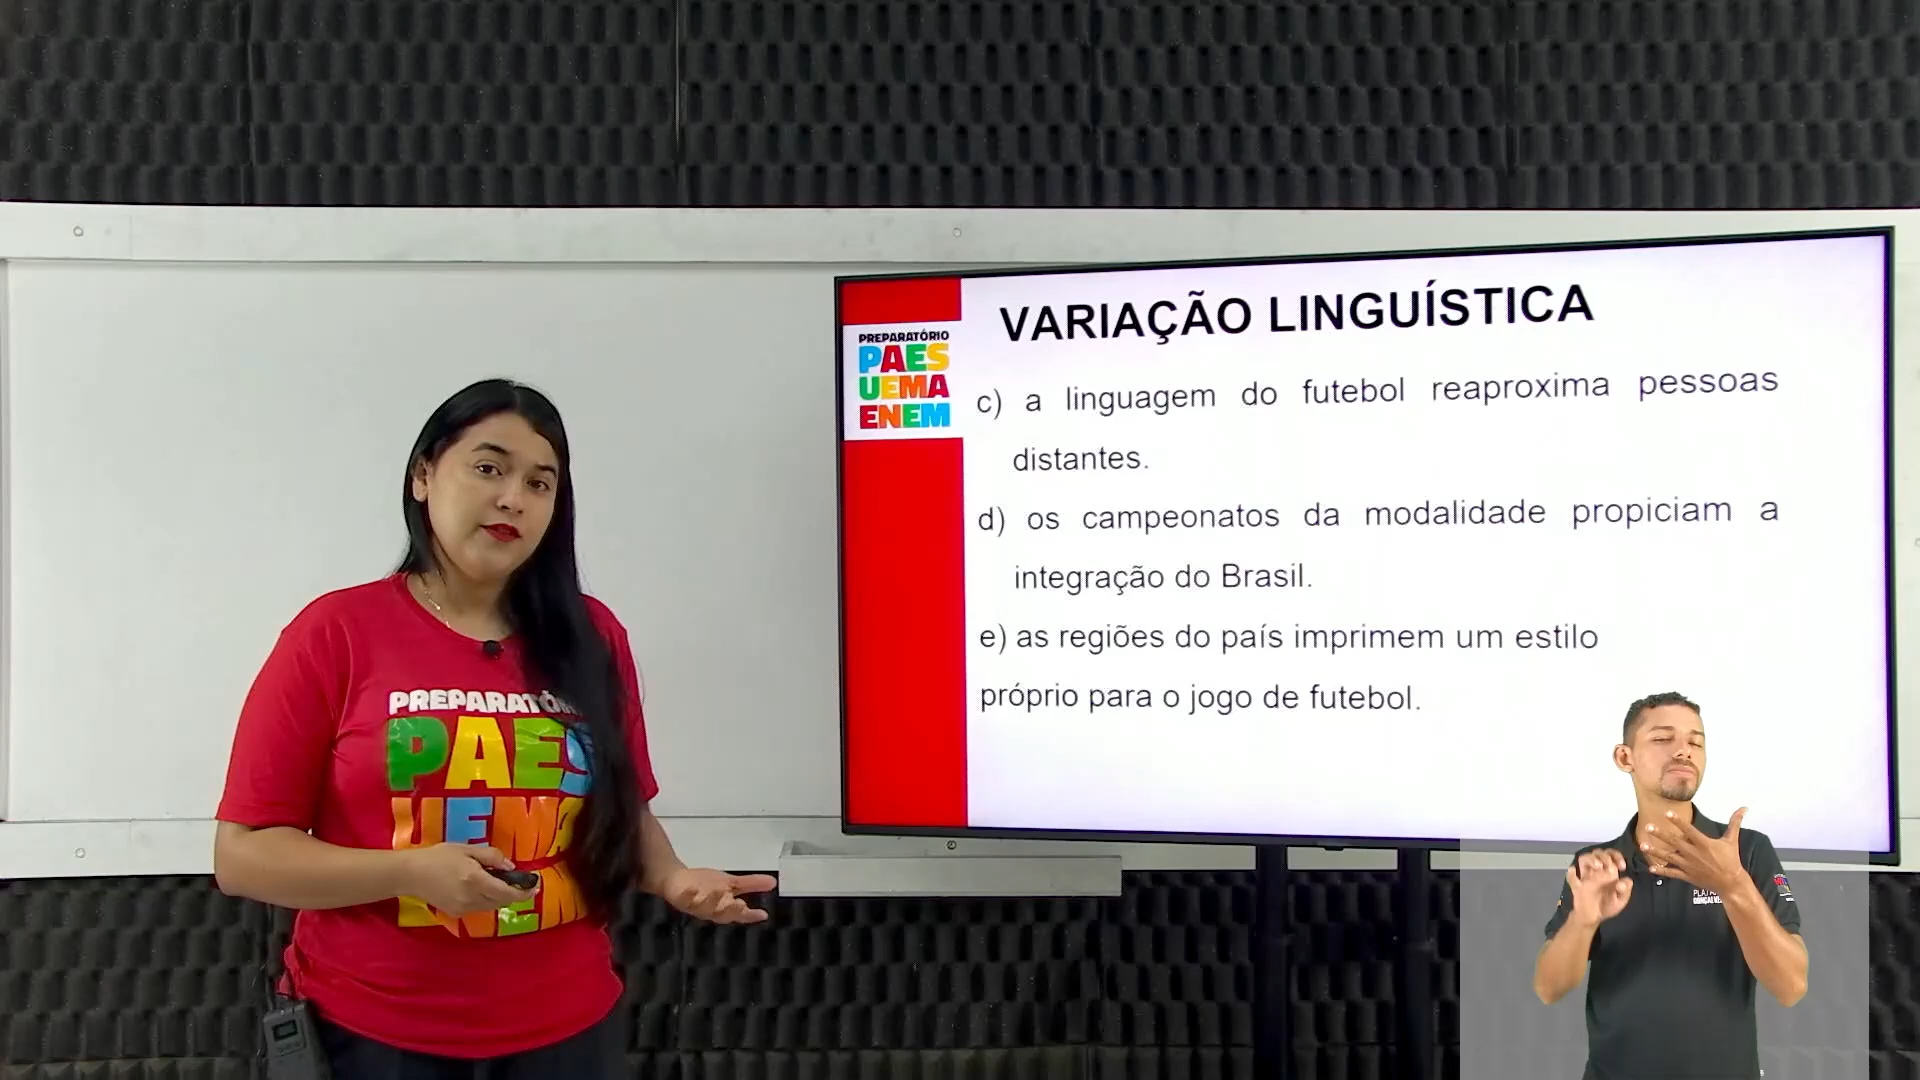 VARIAÇÃO LINGUÍSTICA
PREPARATÓRIO
PAES
UEMA
ENEM
c) a linguagem do futebol reaproxima pessoas
distantes.
d) os campeonatos da modalidade propiciam a
integração do Brasil.
e) as regiões do país imprimem um estilo
próprio para o jogo de futebol.
PAES
UEMA
ENEM